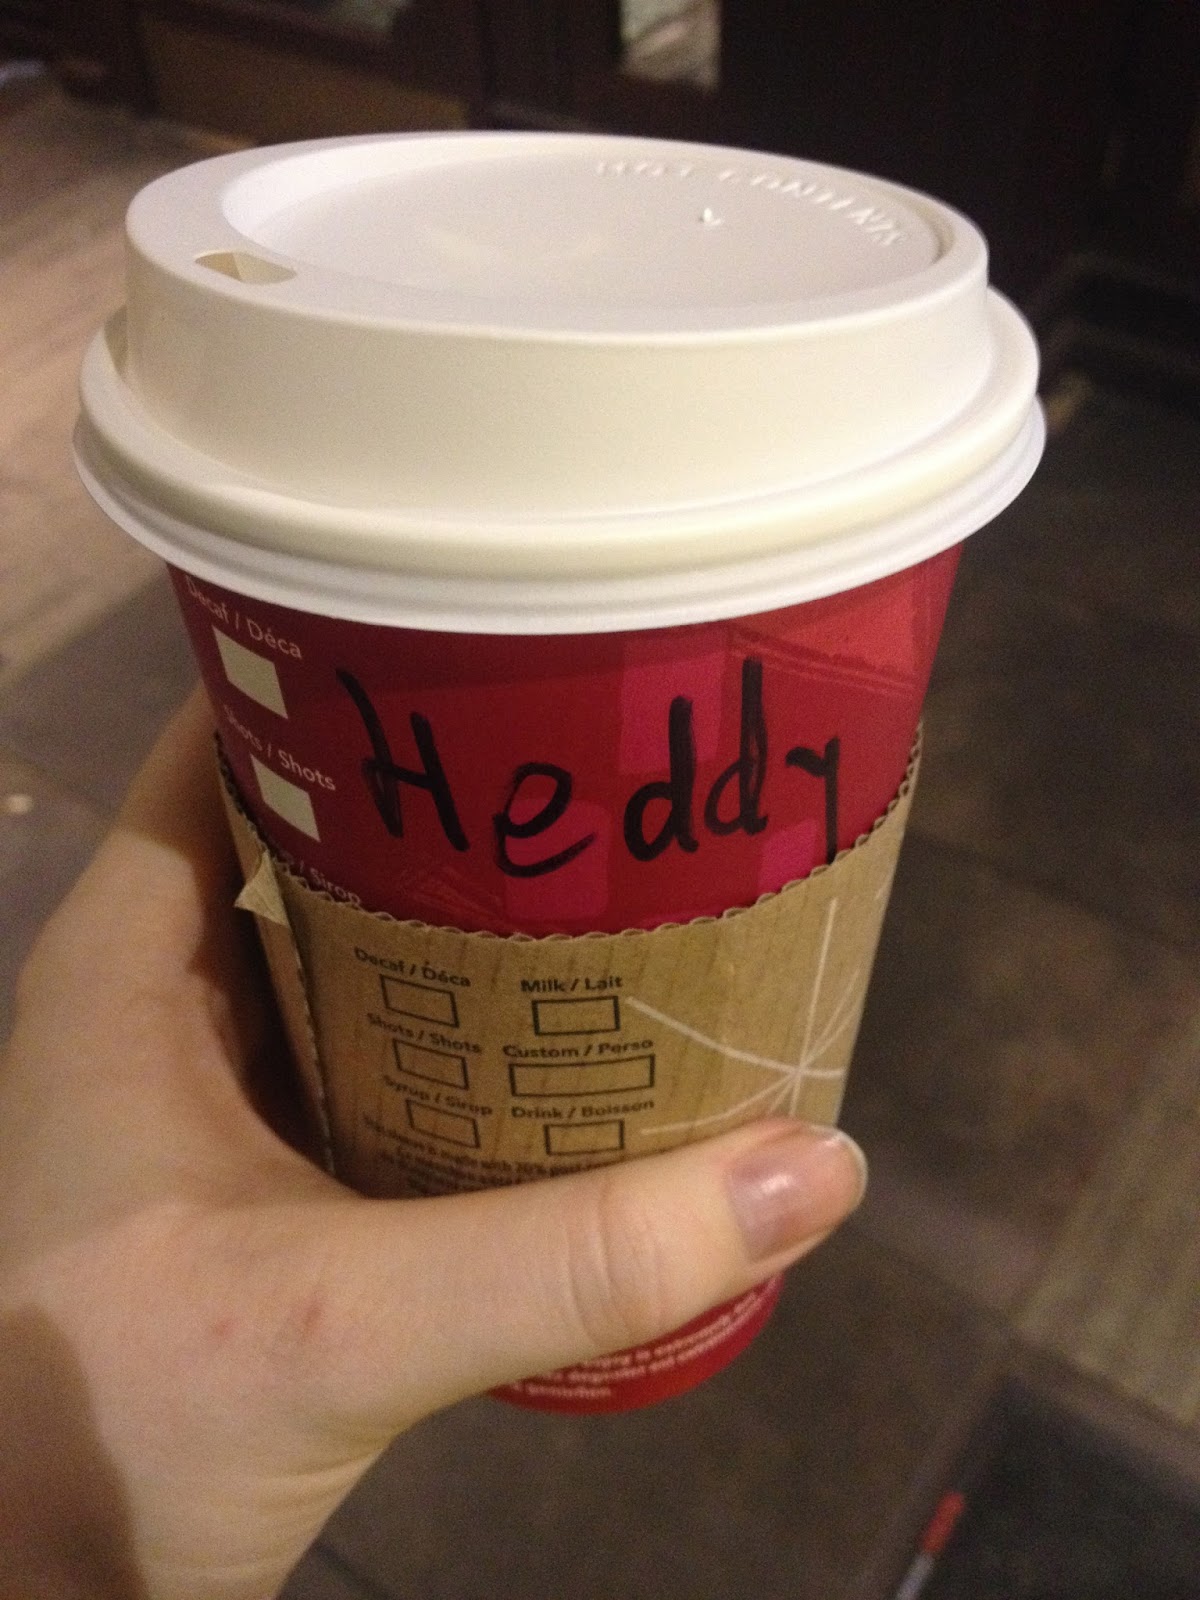 HOT CONTENTS
Decaf / Déca
Shots / Shots
/ Sirop
Heddy
Decaf / Déca
Milk / Lait
Shots / Shots
Custom / Perso
Syrup / Sirop
Drink / Boisson